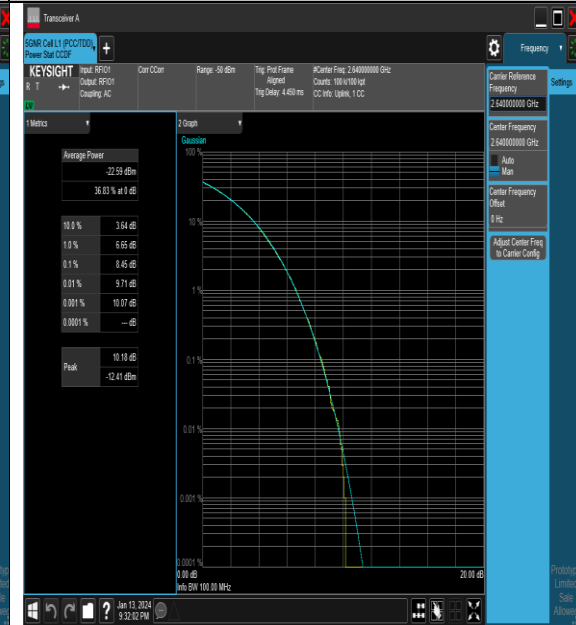 Transceiver A
5GNR Cell L1 (PCC/TDD),
Power Stat CCDF
Frequency
KEYSIGHT
R T
Input: RFIO1
Output: RFIO1
Coupling: AC
Corr CCorr
Range: -50 dBm
Trig: Prot Frame
Aligned
Trig Delay: 4.450 ms
#Center Freq: 2.640000000 GHz
Counts: 100 k/100 kpt
CC Info: Uplink, 1 CC
Carrier Reference
Frequency
2.640000000 GHz
Settings
1 Metrics
2 Graph
Center Frequency
2.640000000 GHz
Auto
Man
Gaussian
100 %
Average Power
-22.59 dBm
36.83 % at 0 dB
Center Frequency
Offset
0 Hz
10.0 % 3.64 dB
1.0 % 6.65 dB
0.1 % 8.45 dB
0.01 % 9.71 dB
0.001 % 10.07 dB
0.0001 % --- dB
10 %
Adjust Center Freq
to Carrier Config
1 %
Peak
10.18 dB
-12.41 dBm
0.1 %
0.01 %
0.001 %
0.0001 %
0.00 dB
20.00 dB
Info BW 100.00 MHz
Jan 13, 2024
9:32:02 PM